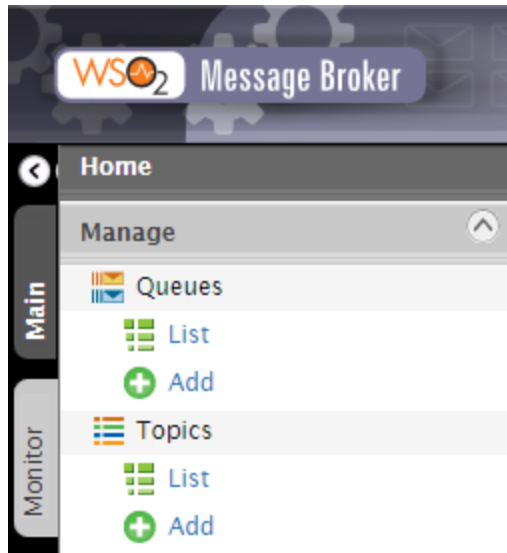 WSO2 Message Broker
Home
Manage
Main
Queues
List
Add
Monitor
Topics
List
Add